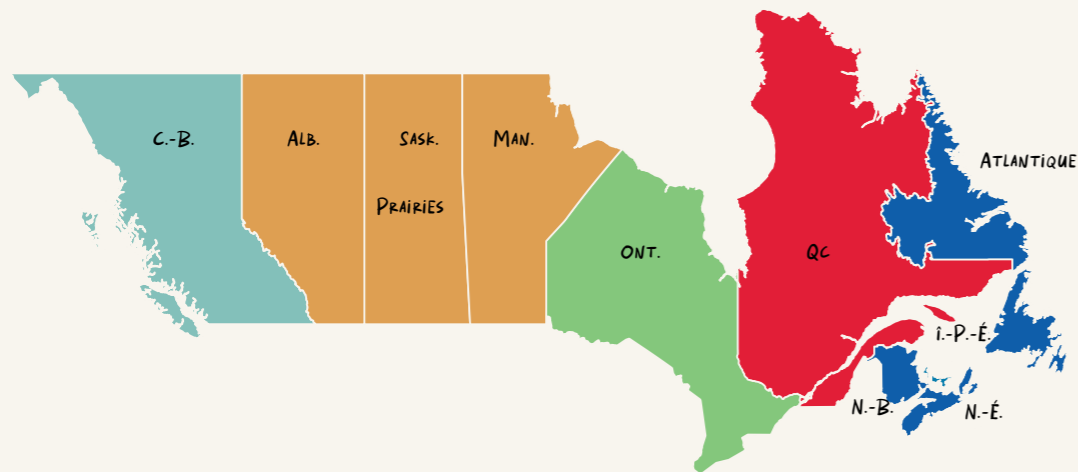 C.-B.
ALB.
SASK.
MAN.
PRAIRIES
ONT.
QC
ATLANTIQUE
Î.-P.-É.
N.-B.
N.-É.